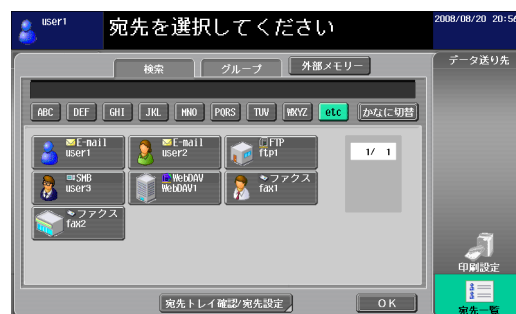 user1
宛先を選択してください
2008/08/20 20:56
検索
グループ
外部メモリー
データ送り先
ABC DEF GHI JKL MNO PQRS TUV WXYZ etc かなに切替
E-mail
user1
E-mail
user2
FTP
ftp1
1/ 1
SMB
user3
WebDAV
WebDAV1
ファクス
fax1
ファクス
fax2
印刷設定
宛先トレイ確認/宛先設定
OK
宛先一覧